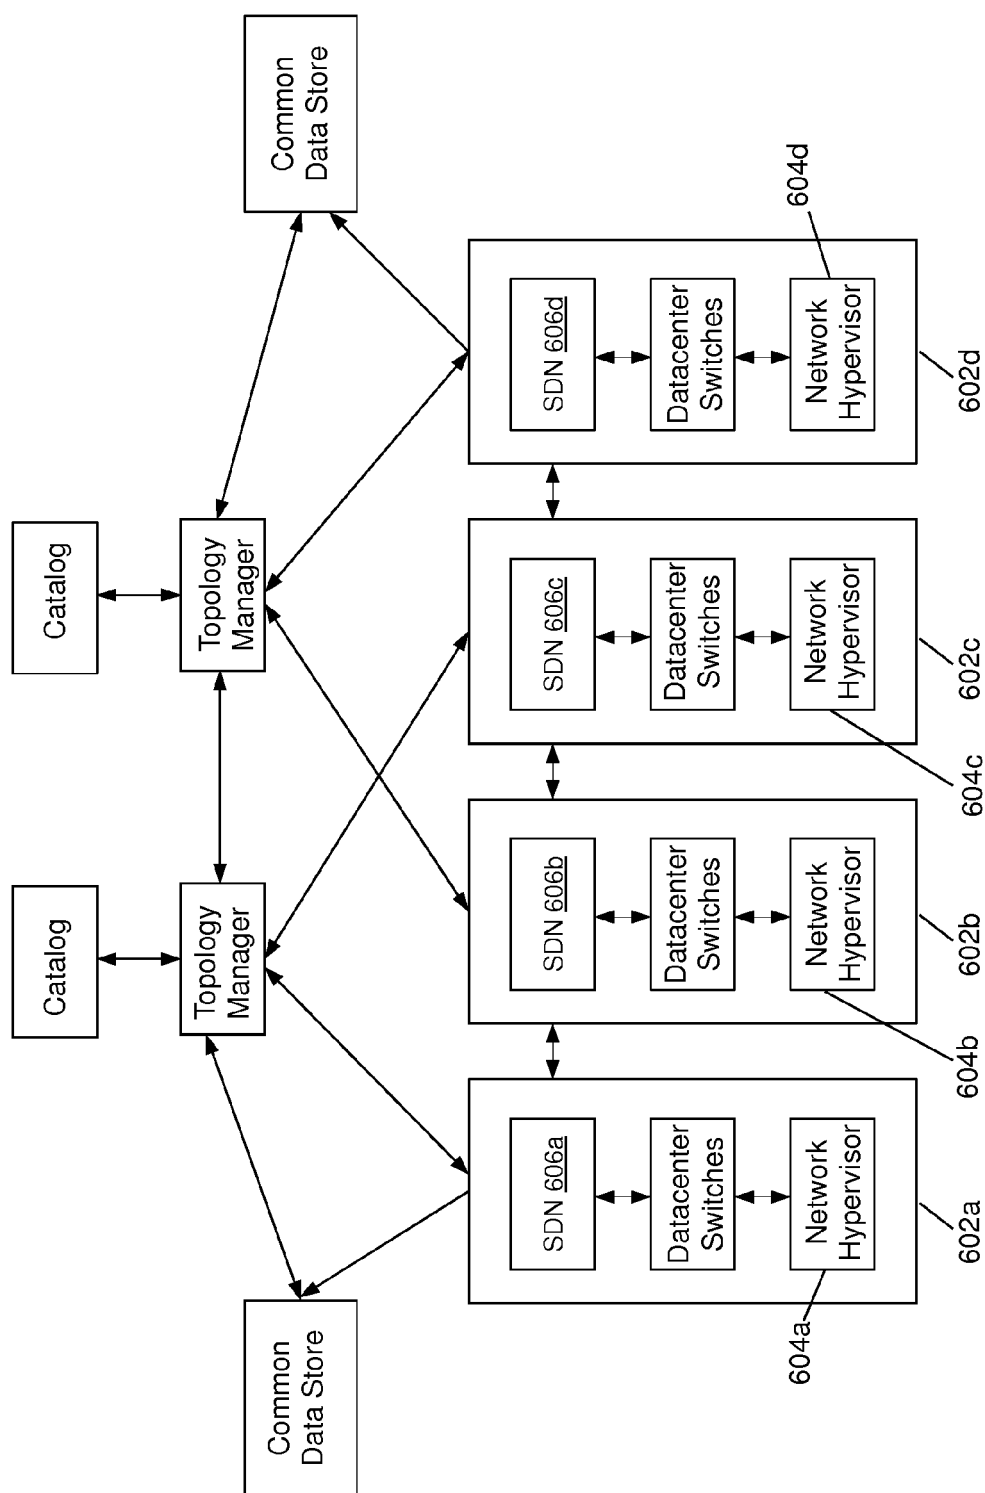 Catalog
Catalog
Topology
Manager
Topology
Manager
Common
Data Store
Common
Data Store
SDN 606a
Datacenter
Switches
Network
Hypervisor
604a
602a
SDN 606b
Datacenter
Switches
Network
Hypervisor
604b
602b
SDN 606c
Datacenter
Switches
Network
Hypervisor
604c
602c
SDN 606d
Datacenter
Switches
Network
Hypervisor
604d
602d